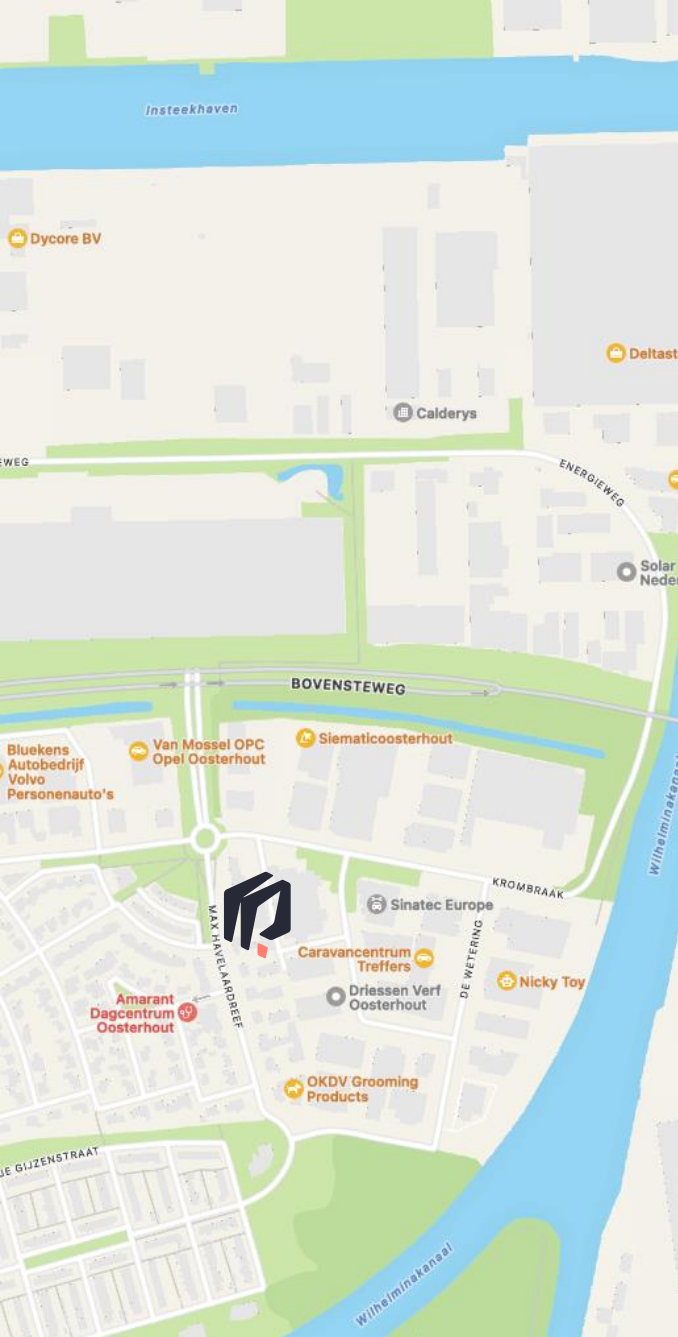 Insteekhaven
Dycore BV
Deltast
Calderys
EWEG
ENERGIEWEG
Solar
Neder
BOVENSTEWEG
Siematicoosterhout
Van Mossel OPC
Opel Oosterhout
Bluekens
Autobedrijf
Volvo
Personenauto's
Wilhelminakanaal
KROMBRAAK
Sinatec Europe
MAX HAVELAARDREEF
DE WETERING
Caravancentrum
Treffers
Nicky Toy
Driessen Verf
Oosterhout
Amarant
Dagcentrum
Oosterhout
OKDV Grooming
Products
JE GIJZENSTRAAT
Wilhelminakanaal